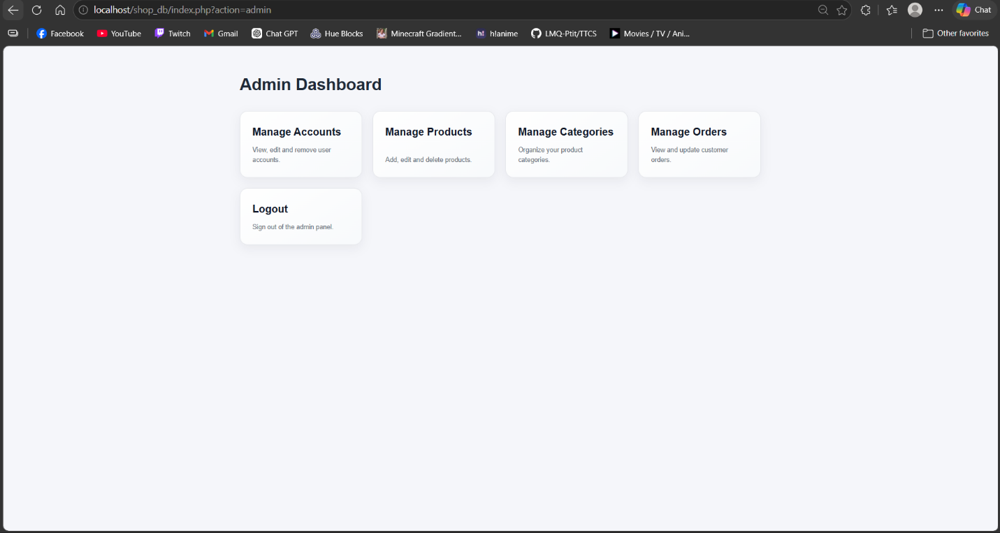 localhost/shop_db/index.php?action=admin
Chat
Facebook
YouTube
Twitch
Gmail
Chat GPT
Hue Blocks
Minecraft Gradient...
h!
h!anime
LMQ-Ptit/TTCS
Movies / TV / Ani...
Other favorites
Admin Dashboard
Manage Accounts
View, edit and remove user
accounts.
Manage Products
Add, edit and delete products.
Manage Categories
Organize your product
categories.
Manage Orders
View and update customer
orders.
Logout
Sign out of the admin panel.